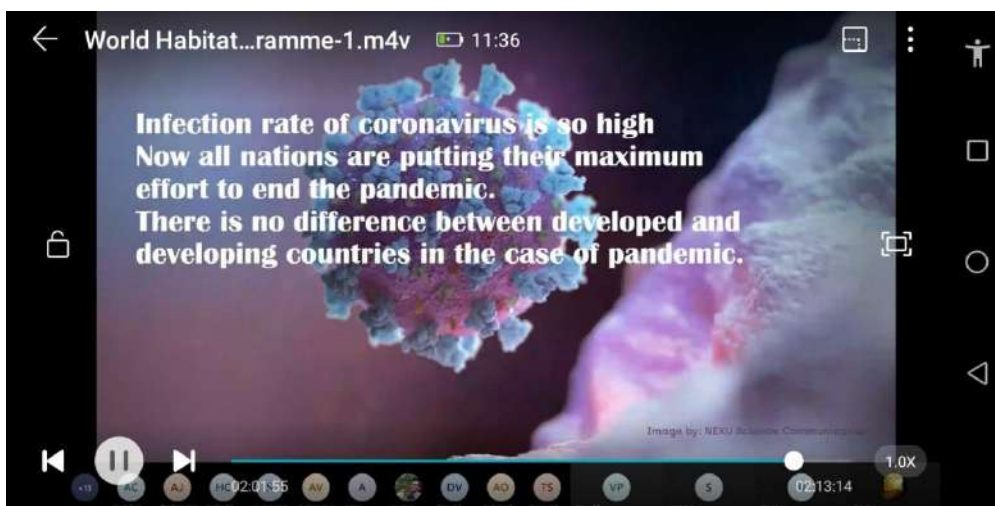 World Habitat...ramme-1.m4v 11:36
Infection rate of coronavirus is so high
Now all nations are putting their maximum
effort to end the pandemic.
There is no difference between developed and
developing countries in the case of pandemic.
Image by: NEXU Science Communication
1.0X
+13 AC AJ HC 02:01:55 AV A DV AO TS VP S 02:13:14